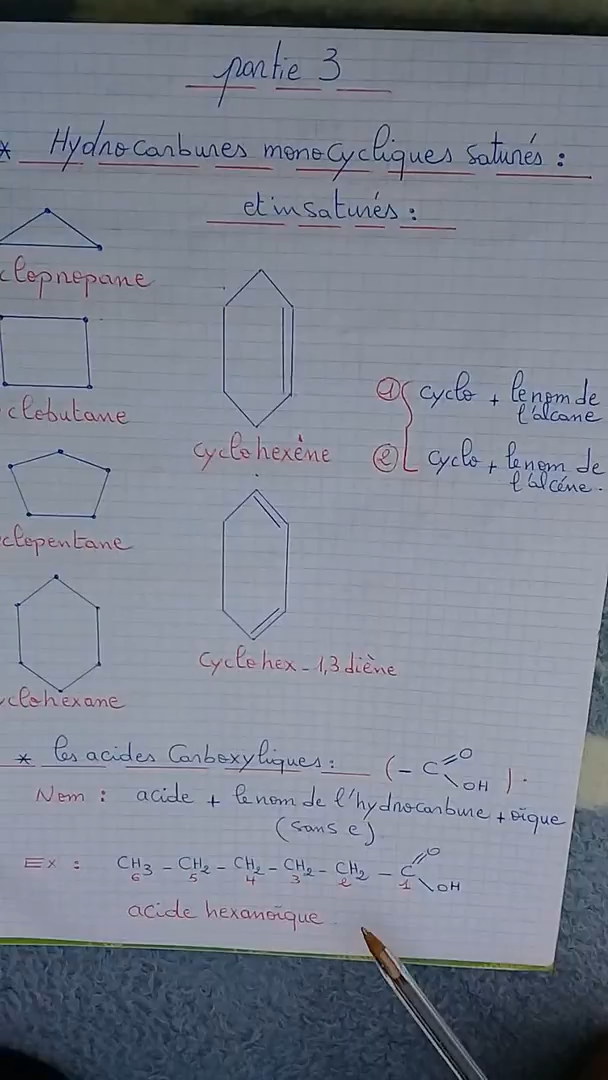 partie 3
* Hydrocarbures monocycliques saturés :
et insaturés :
clopropane
clobutane
clopentane
clohexane
cyclohexène
cyclohex-1,3 diène
① cyclo + le nom de
l'alcane
② cyclo + le nom de
l'alcéne.
* les acides Carboxyliques : (-C=O OH).
Nom : acide + le nom de l'hydrocarbure + oïque
(sans e)
Ex : CH3 - CH2 - CH2 - CH2 - CH2 - C=O OH
6 5 4 3 2 1
acide hexanoïque